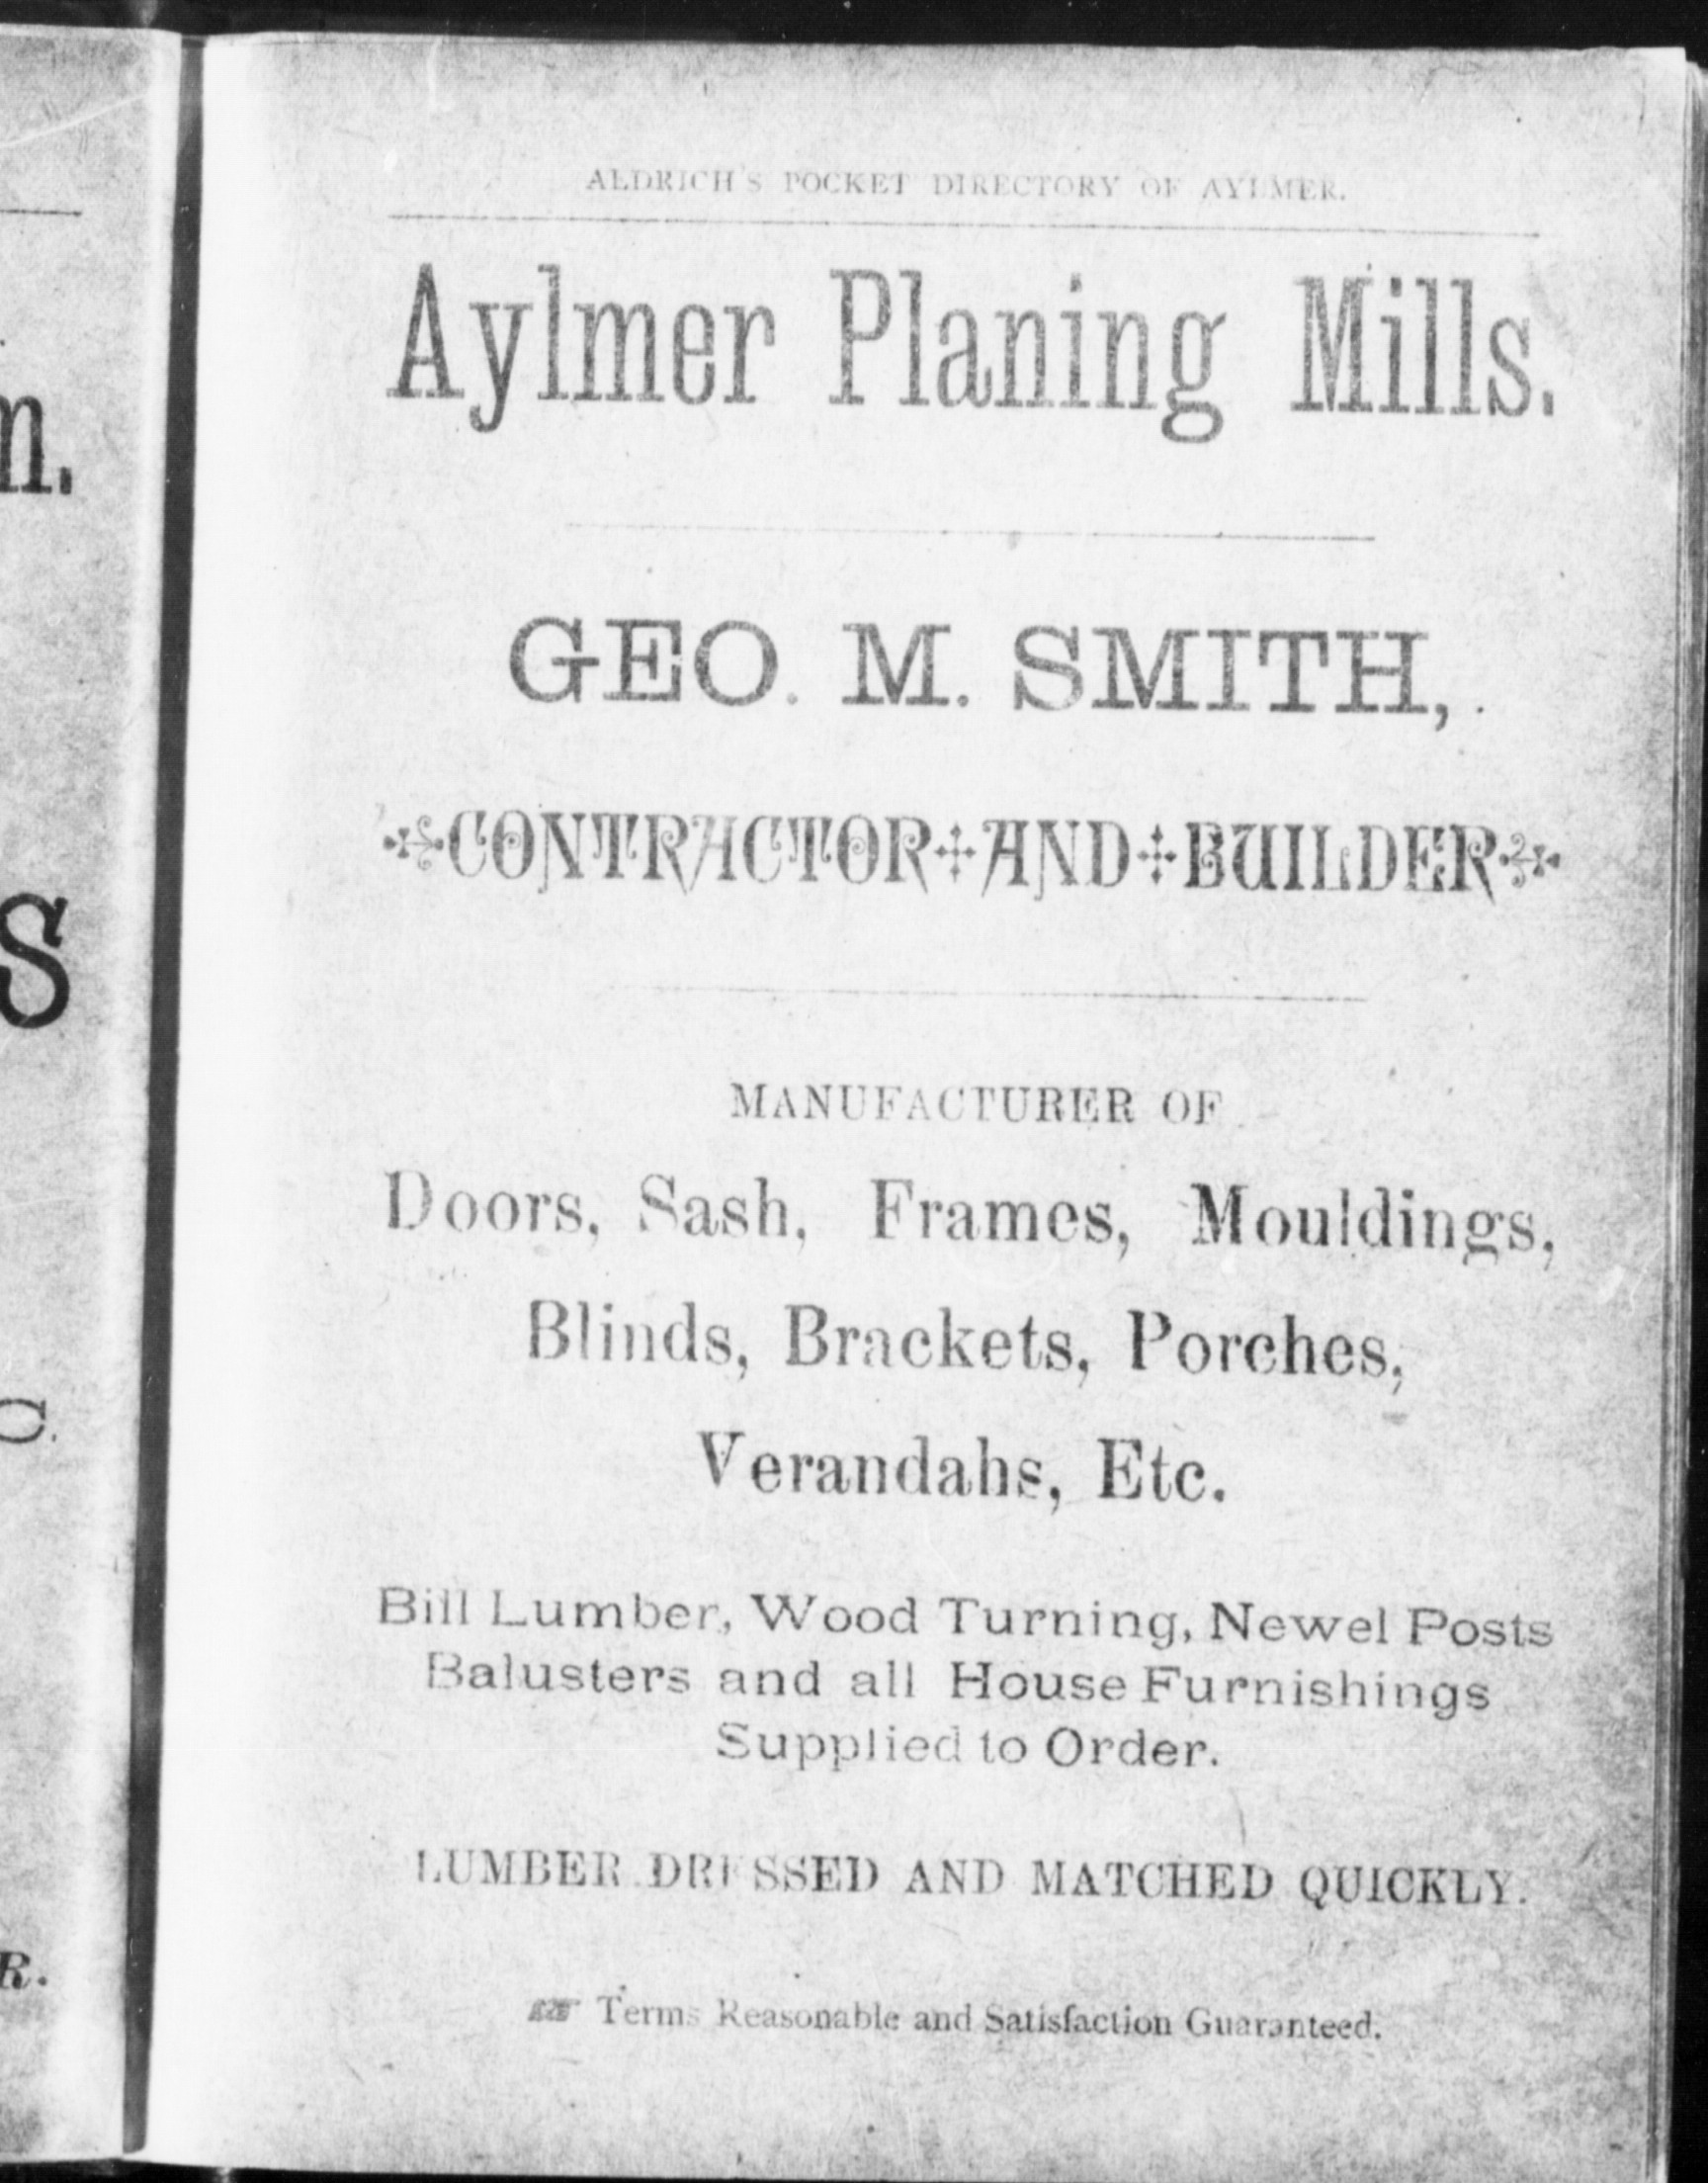 ALDRICH'S POCKET DIRECTORY OF AYLMER.
Aylmer Planing Mills.
GEO. M. SMITH,
CONTRACTOR AND BUILDER
MANUFACTURER OF
Doors, Sash, Frames, Mouldings,
Blinds, Brackets, Porches,
Verandahs, Etc.
Bill Lumber, Wood Turning, Newel Posts
Balusters and all House Furnishings
Supplied to Order.
LUMBER DRESSED AND MATCHED QUICKLY.
☞ Terms Reasonable and Satisfaction Guaranteed.